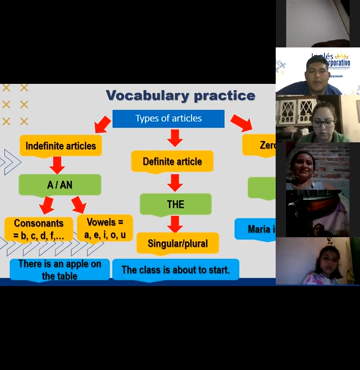 Vocabulary practice
Types of articles
Indefinite articles
Definite article
Zero
A / AN
THE
Consonants
= b, c, d, f,…
Vowels =
a, e, i, o, u
Singular/plural
Maria i
There is an apple on
the table
The class is about to start.
inglés